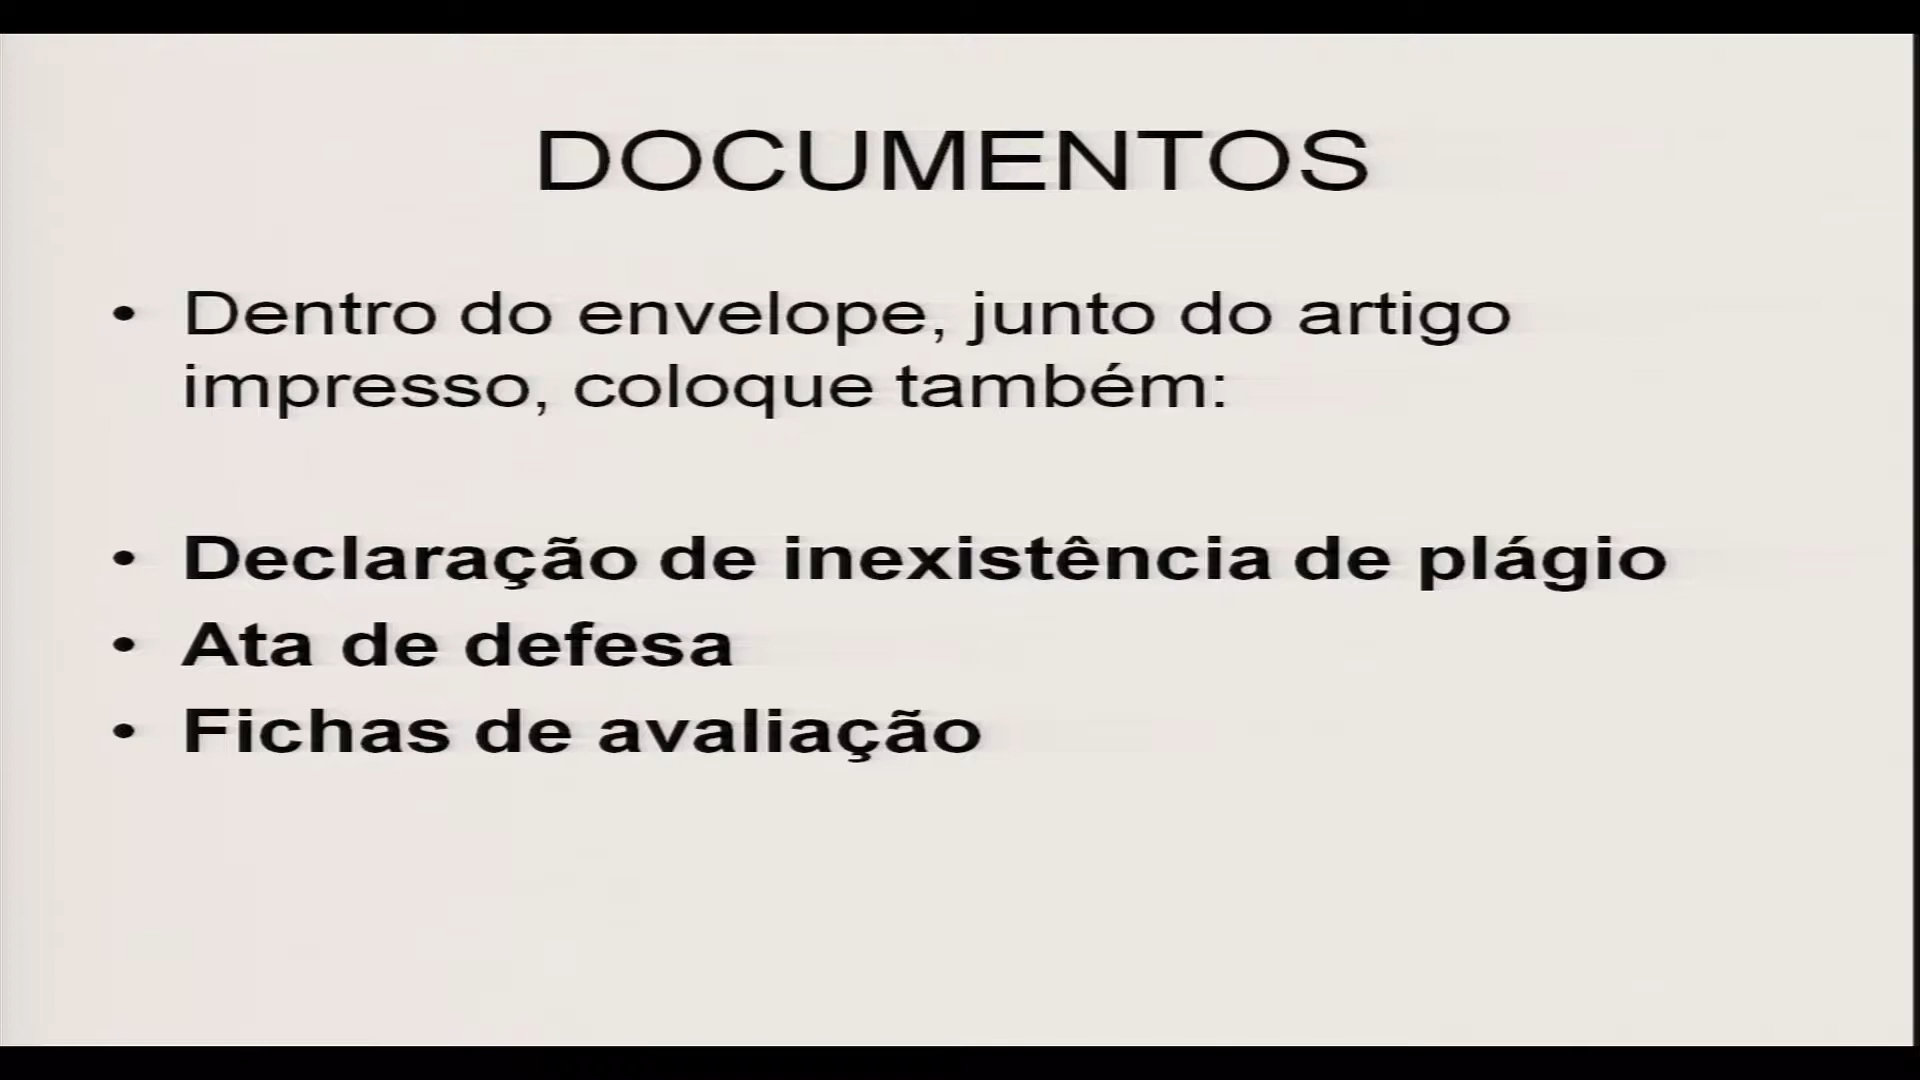 DOCUMENTOS
• Dentro do envelope, junto do artigo
impresso, coloque também:
• Declaração de inexistência de plágio
• Ata de defesa
• Fichas de avaliação